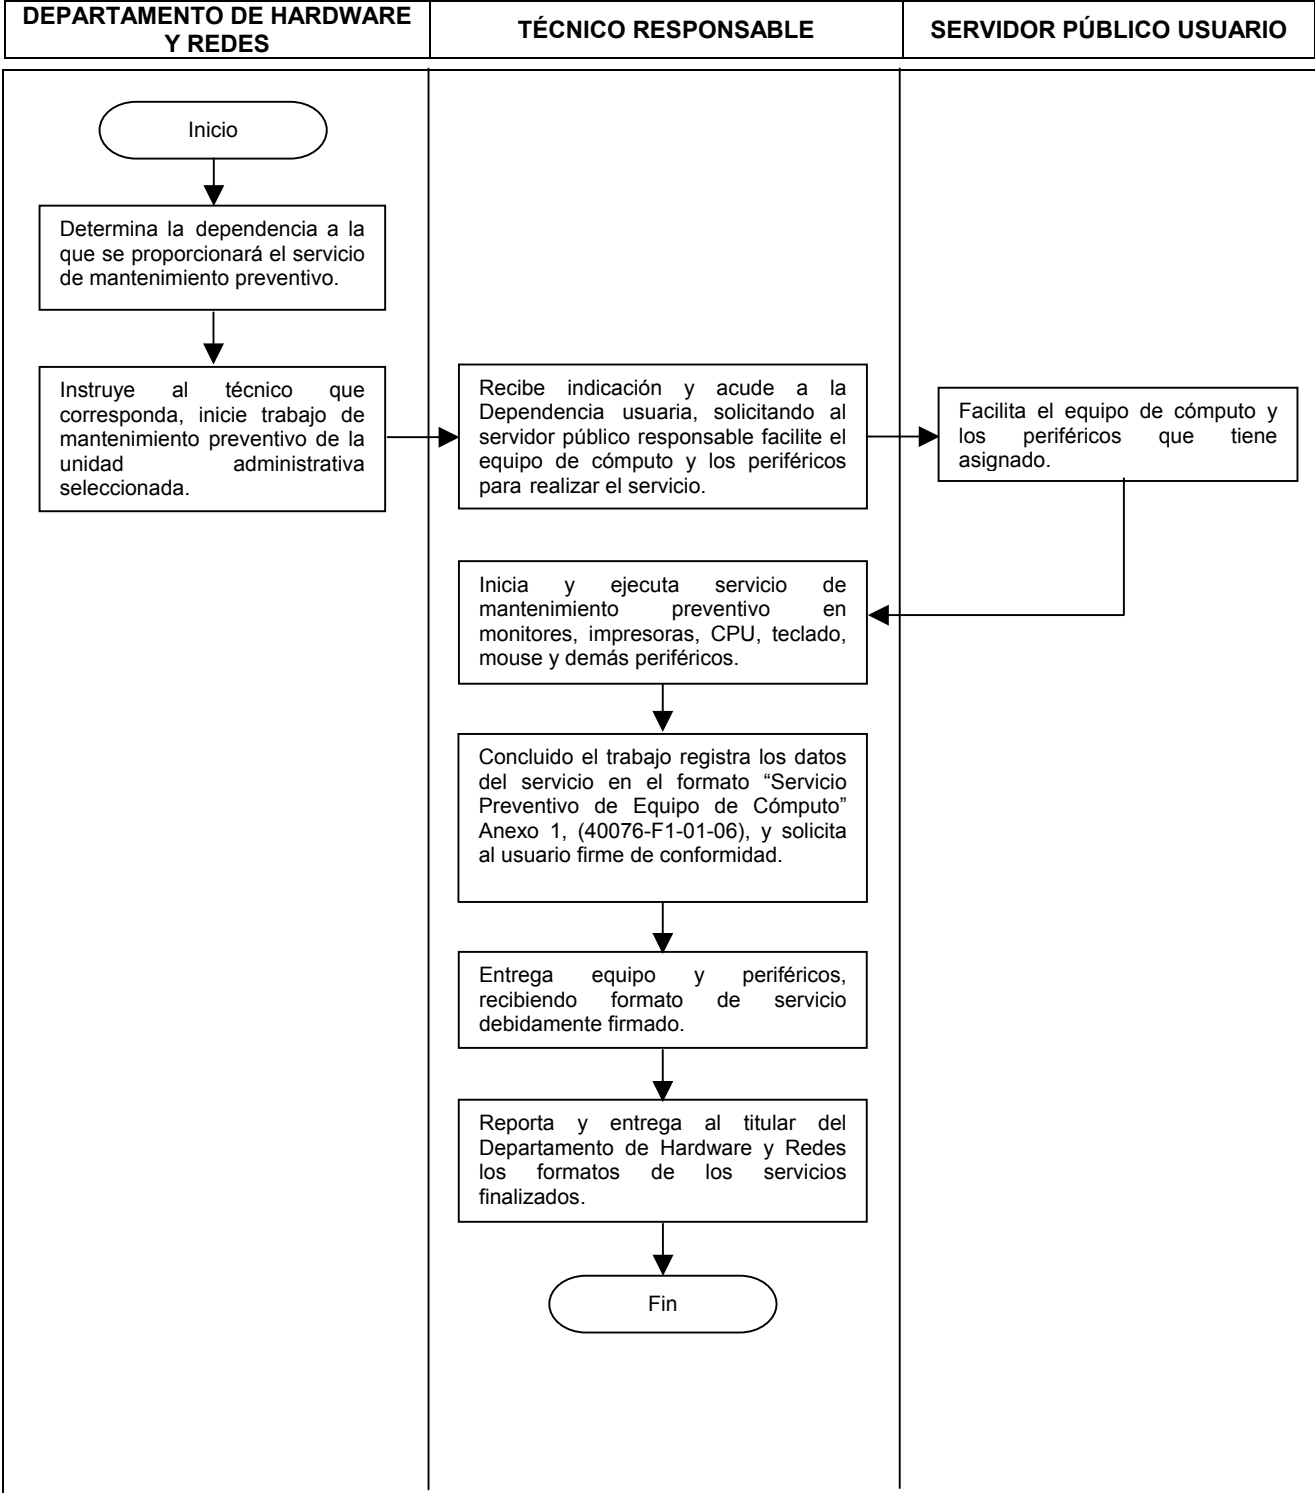 DEPARTAMENTO DE HARDWARE
Y REDES
TÉCNICO RESPONSABLE
SERVIDOR PÚBLICO USUARIO
Inicio
Determina la dependencia a la
que se proporcionará el servicio
de mantenimiento preventivo.
Instruye al técnico que
corresponda, inicie trabajo de
mantenimiento preventivo de la
unidad administrativa
seleccionada.
Recibe indicación y acude a la
Dependencia usuaria, solicitando al
servidor público responsable facilite el
equipo de cómputo y los periféricos
para realizar el servicio.
Facilita el equipo de cómputo y
los periféricos que tiene
asignado.
Inicia y ejecuta servicio de
mantenimiento preventivo en
monitores, impresoras, CPU, teclado,
mouse y demás periféricos.
Concluido el trabajo registra los datos
del servicio en el formato “Servicio
Preventivo de Equipo de Cómputo”
Anexo 1, (40076-F1-01-06), y solicita
al usuario firme de conformidad.
Entrega equipo y periféricos,
recibiendo formato de servicio
debidamente firmado.
Reporta y entrega al titular del
Departamento de Hardware y Redes
los formatos de los servicios
finalizados.
Fin